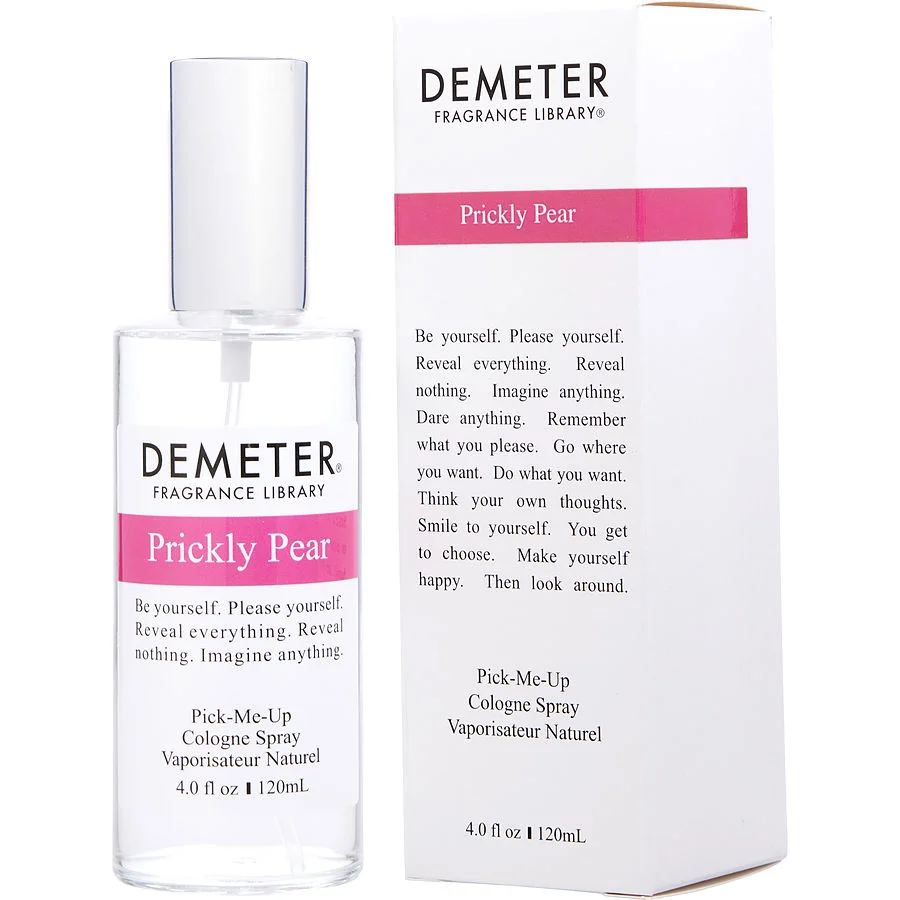 DEMETER®
FRAGRANCE LIBRARY
Prickly Pear
Be yourself. Please yourself.
Reveal everything. Reveal
nothing. Imagine anything.
Pick-Me-Up
Cologne Spray
Vaporisateur Naturel
4.0 fl oz ▮ 120mL
DEMETER
FRAGRANCE LIBRARY®
Prickly Pear
Be yourself. Please yourself.
Reveal everything. Reveal
nothing. Imagine anything.
Dare anything. Remember
what you please. Go where
you want. Do what you want.
Think your own thoughts.
Smile to yourself. You get
to choose. Make yourself
happy. Then look around.
Pick-Me-Up
Cologne Spray
Vaporisateur Naturel
4.0 fl oz ▮ 120mL